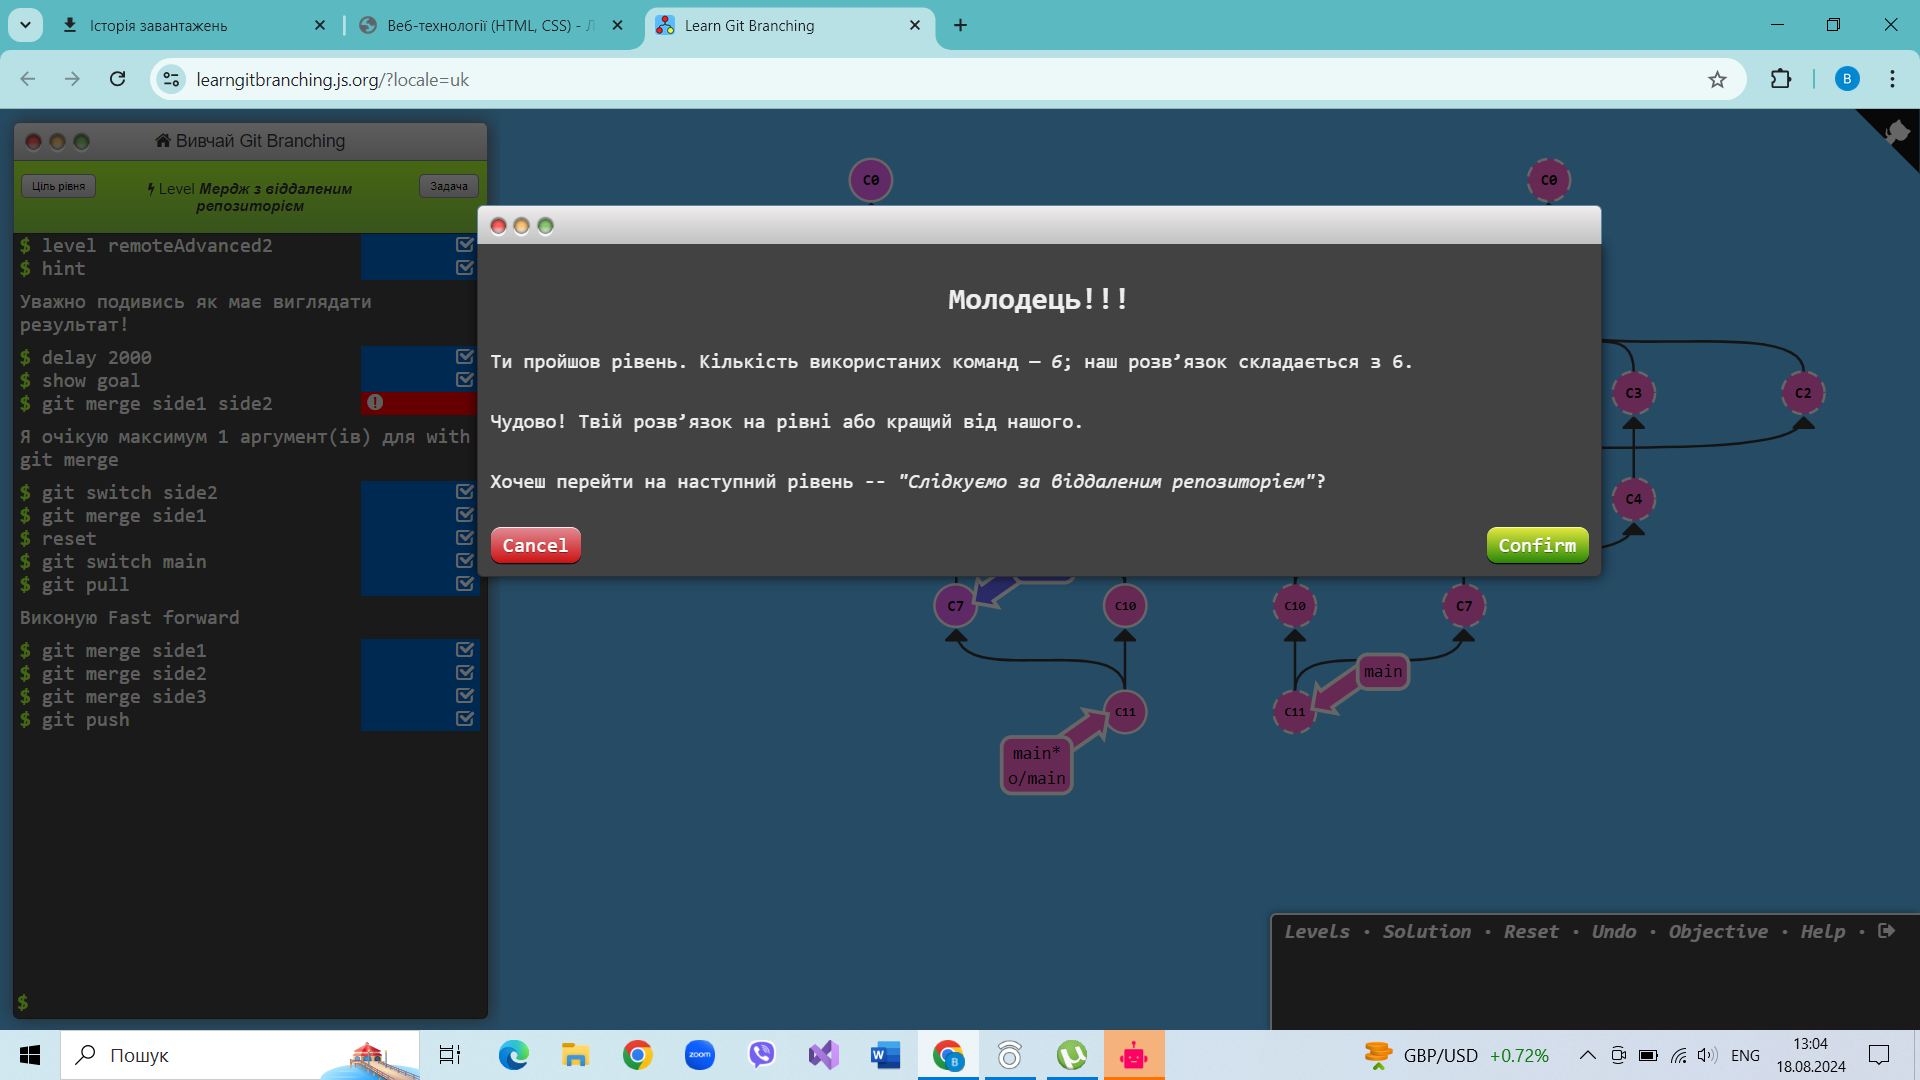 Історія завантажень
Веб-технології (HTML, CSS) - Л
Learn Git Branching
learngitbranching.js.org/?locale=uk
B
Вивчай Git Branching
Ціль рівня
Level Мердж з віддаленим
репозиторієм
Задача
$ level remoteAdvanced2
$ hint
Уважно подивись як має виглядати
результат!
$ delay 2000
$ show goal
$ git merge side1 side2
Я очікую максимум 1 аргумент(ів) для with
git merge
$ git switch side2
$ git merge side1
$ reset
$ git switch main
$ git pull
Виконую Fast forward
$ git merge side1
$ git merge side2
$ git merge side3
$ git push
$
C0
C0
Молодець!!!
Ти пройшов рівень. Кількість використаних команд — 6; наш розв’язок складається з 6.
Чудово! Твій розв’язок на рівні або кращий від нашого.
Хочеш перейти на наступний рівень -- "Слідкуємо за віддаленим репозиторієм"?
Cancel
Confirm
C3
C2
C4
C7
C10
C10
C7
main
C11
C11
main*
o/main
Levels • Solution • Reset • Undo • Objective • Help •
Пошук
zoom
W
B
GBP/USD +0.72%
ENG
13:04
18.08.2024